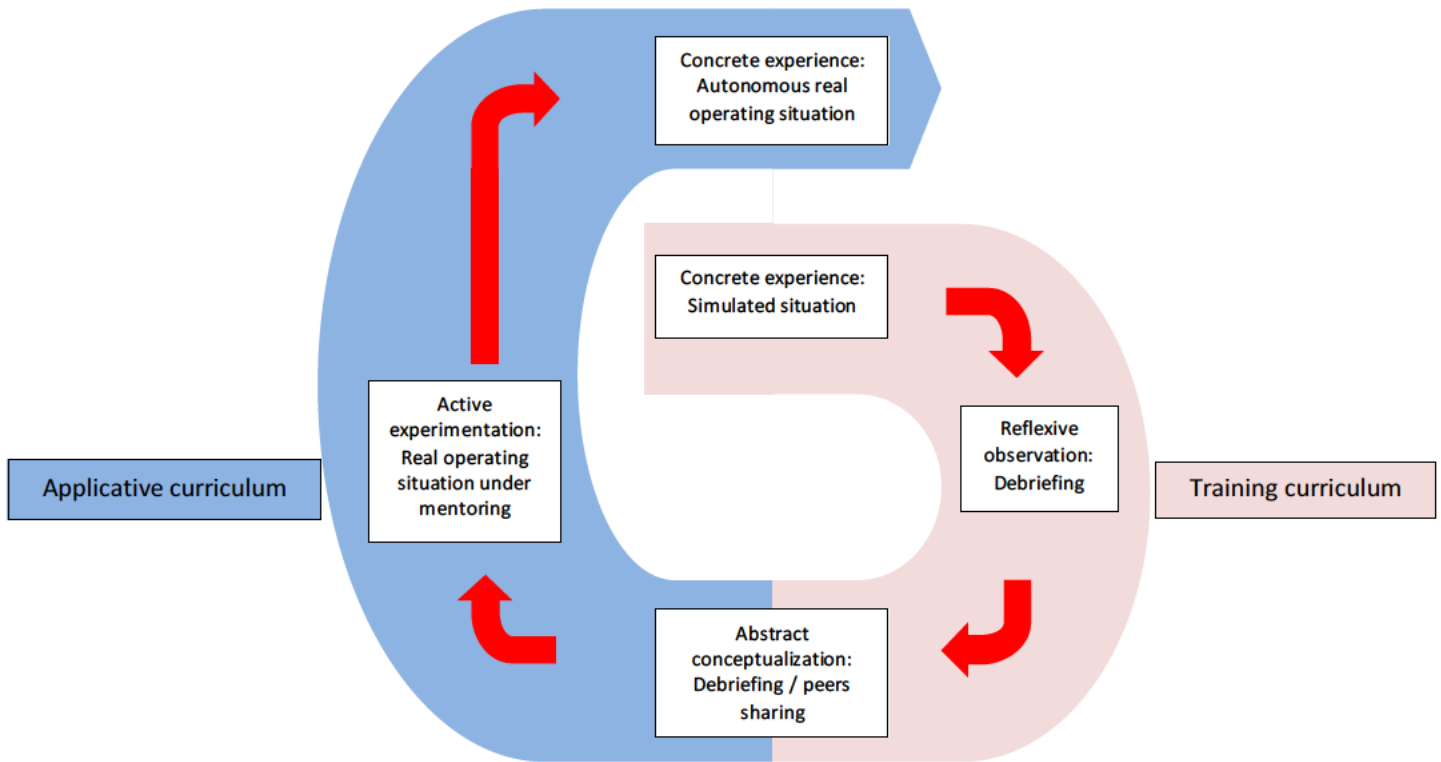 Concrete experience:
Autonomous real
operating situation
Concrete experience:
Simulated situation
Active
experimentation:
Real operating
situation under
mentoring
Reflexive
observation:
Debriefing
Applicative curriculum
Training curriculum
Abstract
conceptualization:
Debriefing / peers
sharing